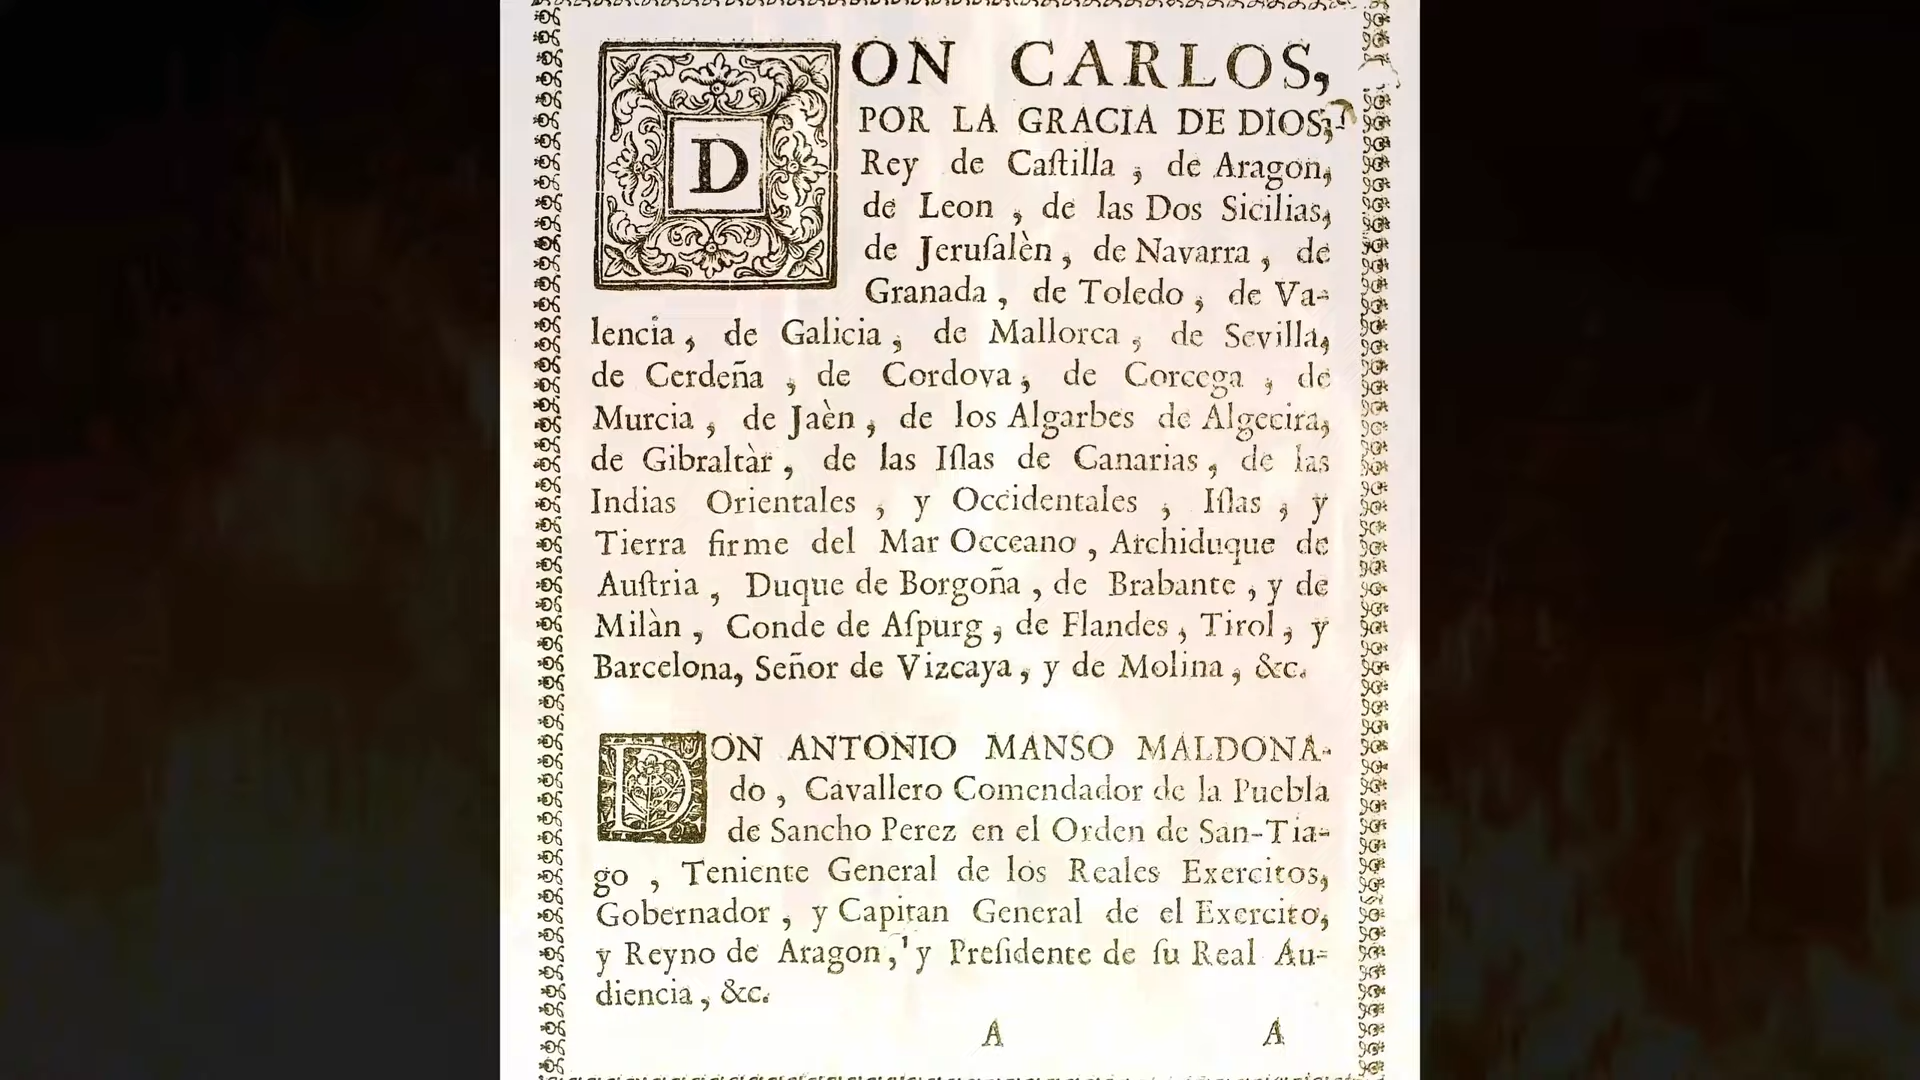 DON CARLOS,
POR LA GRACIA DE DIOS,
Rey de Caſtilla, de Aragon,
de Leon, de las Dos Sicilias,
de Jeruſalèn, de Navarra, de
Granada, de Toledo, de Va-
lencia, de Galicia, de Mallorca, de Sevilla,
de Cerdeña, de Cordova, de Corcega, de
Murcia, de Jaèn, de los Algarbes de Algecira,
de Gibraltàr, de las Iſlas de Canarias, de las
Indias Orientales, y Occidentales, Iſlas, y
Tierra firme del Mar Occeano, Archiduque de
Auſtria, Duque de Borgoña, de Brabante, y de
Milàn, Conde de Aſpurg, de Flandes, Tirol, y
Barcelona, Señor de Vizcaya, y de Molina, &c.
DON ANTONIO MANSO MALDONA-
do, Cavallero Comendador de la Puebla
de Sancho Perez en el Orden de San-Tia-
go, Teniente General de los Reales Exercitos,
Gobernador, y Capitan General de el Exercito,
y Reyno de Aragon, y Preſidente de ſu Real Au-
diencia, &c.
A A